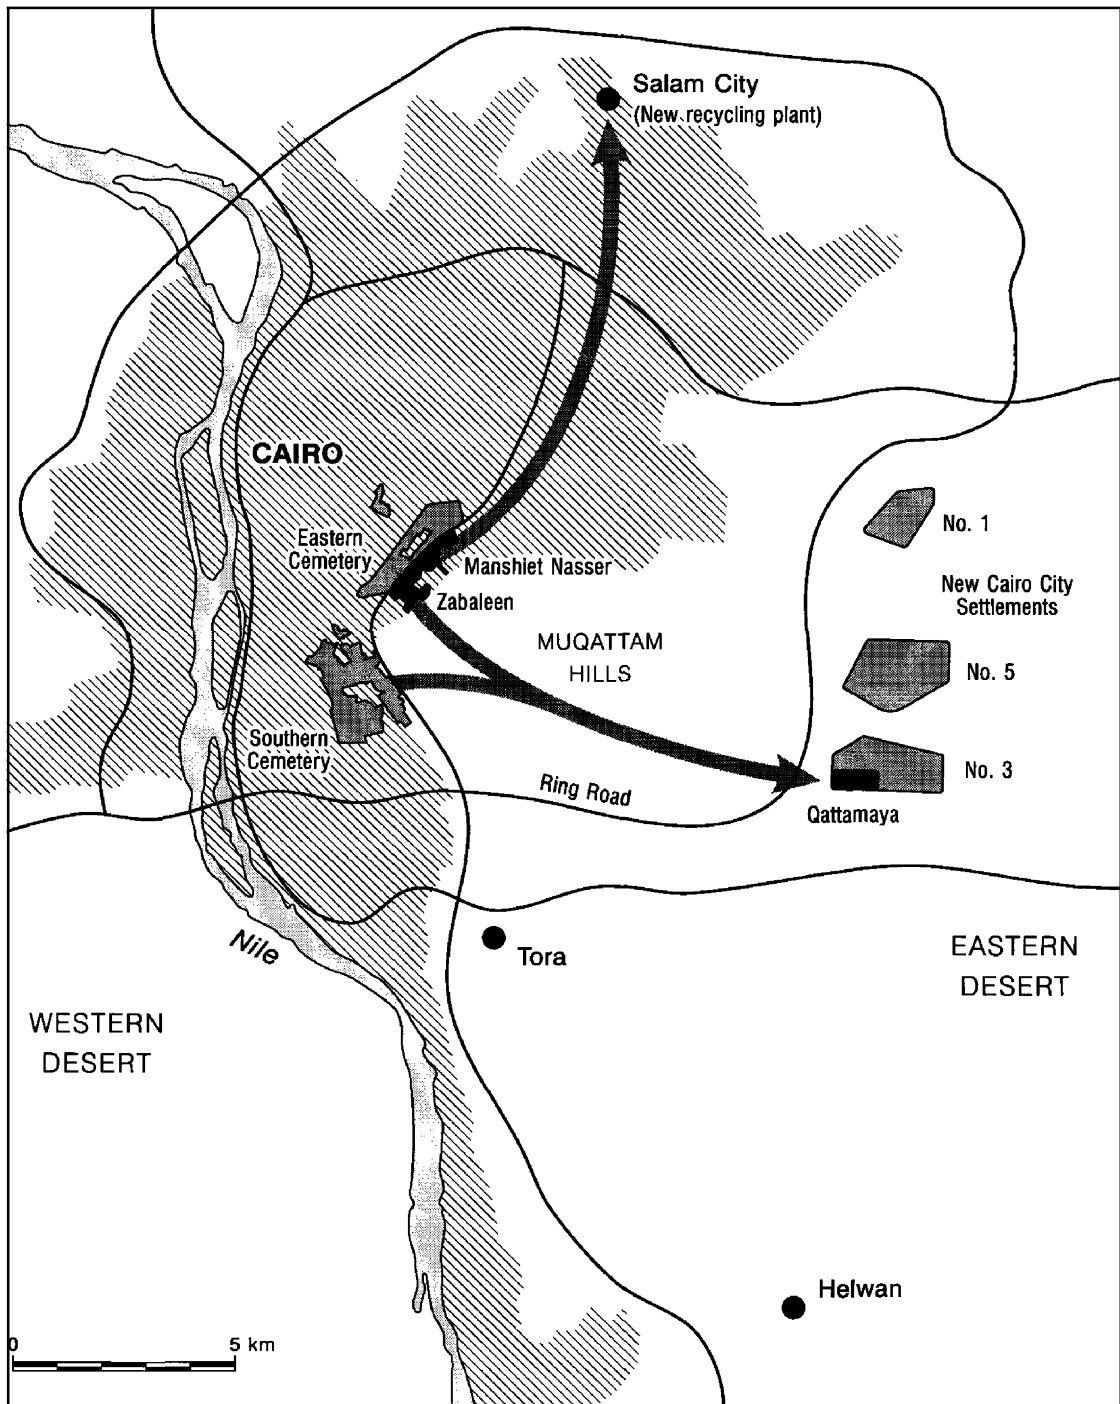 Salam City
(New recycling plant)
CAIRO
No. 1
Eastern
Cemetery
Manshiet Nasser
New Cairo City
Settlements
Zabaleen
MUQATTAM
HILLS
No. 5
Southern
Cemetery
No. 3
Ring Road
Qattamaya
Nile
Tora
EASTERN
DESERT
WESTERN
DESERT
Helwan
0 5 km